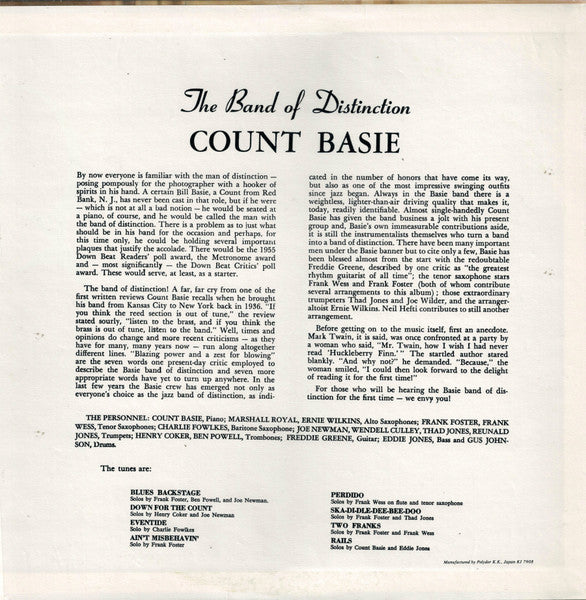 The Band of Distinction
COUNT BASIE
By now everyone is familiar with the man of distinction —
posing pompously for the photographer with a hooker of
spirits in his hand. A certain Bill Basie, a Count from Red
Bank, N. J., has never been cast in that role, but if he were
— which is not at all a bad notion — he would be seated at
a piano, of course, and he would be called the man with
the band of distinction. There is a problem as to just what
should be in his band for the occasion and perhaps, for
this time only, he could be holding several important
plaques that justify the accolade. There would be the 1955
Down Beat Readers' poll award, the Metronome award
and — most significantly — the Down Beat Critics' poll
award. These would serve, at least, as a starter.
The band of distinction! A far, far cry from one of the
first written reviews Count Basie recalls when he brought
his band from Kansas City to New York back in 1936. "If
you think the reed section is out of tune," the review
stated sourly, "listen to the brass, and if you think the
brass is out of tune, listen to the band." Well, times and
opinions do change and more recent criticisms — as they
have for many, many years now — run along altogether
different lines. "Blazing power and a zest for blowing"
are the seven words one present-day critic employed to
describe the Basie band of distinction and seven more
appropriate words have yet to turn up anywhere. In the
last few years the Basie crew has emerged not only as
everyone's choice as the jazz band of distinction, as indi-
cated in the number of honors that have come its way,
but also as one of the most impressive swinging outfits
since jazz began. Always in the Basie band there is a
weightless, lighter-than-air driving quality that makes it,
today, readily identifiable. Almost single-handedly Count
Basie has given the band business a jolt with his present
group and, Basie's own immeasurable contributions aside,
it is still the instrumentalists themselves who turn a band
into a band of distinction. There have been many important
men under the Basie banner but to cite only a few, Basie has
been blessed almost from the start with the redoubtable
Freddie Greene, described by one critic as "the greatest
rhythm guitarist of all time"; the tenor saxophone stars
Frank Wess and Frank Foster (both of whom contribute
several arrangements to this album); those extraordinary
trumpeters Thad Jones and Joe Wilder, and the arranger-
altoist Ernie Wilkins. Neil Hefti contributes to still another
arrangement.
Before getting on to the music itself, first an anecdote.
Mark Twain, it is said, was once confronted at a party by
a woman who said, "Mr. Twain, how I wish I had never
read 'Huckleberry Finn.'" The startled author stared
blankly. "And why not?" he demanded. "Because," the
woman smiled, "I could then look forward to the delight
of reading it for the first time!"
For those who will be hearing the Basie band of dis-
tinction for the first time — we envy you!
THE PERSONNEL: COUNT BASIE, Piano; MARSHALL ROYAL, ERNIE WILKINS, Alto Saxophones; FRANK FOSTER, FRANK
WESS, Tenor Saxophones; CHARLIE FOWLKES, Baritone Saxophone; JOE NEWMAN, WENDELL CULLEY, THAD JONES, REUNALD
JONES, Trumpets; HENRY COKER, BEN POWELL, Trombones; FREDDIE GREENE, Guitar; EDDIE JONES, Bass and GUS JOHN-
SON, Drums.
The tunes are:
BLUES BACKSTAGE
Solos by Frank Foster, Ben Powell, and Joe Newman.
DOWN FOR THE COUNT
Solos by Henry Coker and Joe Newman
EVENTIDE
Solo by Charlie Fowlkes
AIN'T MISBEHAVIN'
Solo by Frank Foster
PERDIDO
Solos by Frank Wess on flute and tenor saxophone
SKA-DI-DLE-DEE-BEE-DOO
Solos by Frank Foster and Thad Jones
TWO FRANKS
Solos by Frank Foster and Frank Wess
RAILS
Solos by Count Basie and Eddie Jones
Manufactured by Polydor K.K., Japan KI 7908